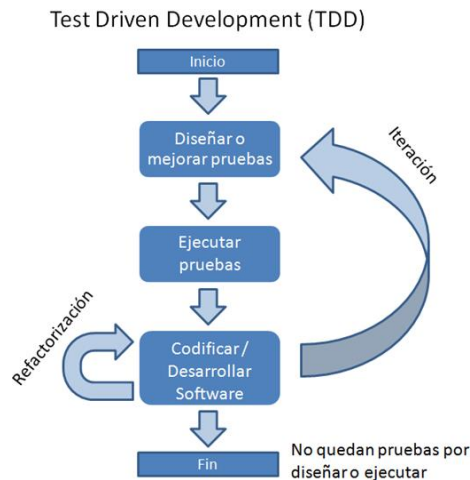 Test Driven Development (TDD)
Inicio
Diseñar o
mejorar pruebas
Iteración
Ejecutar
pruebas
Refactorización
Codificar /
Desarrollar
Software
Fin
No quedan pruebas por
diseñar o ejecutar